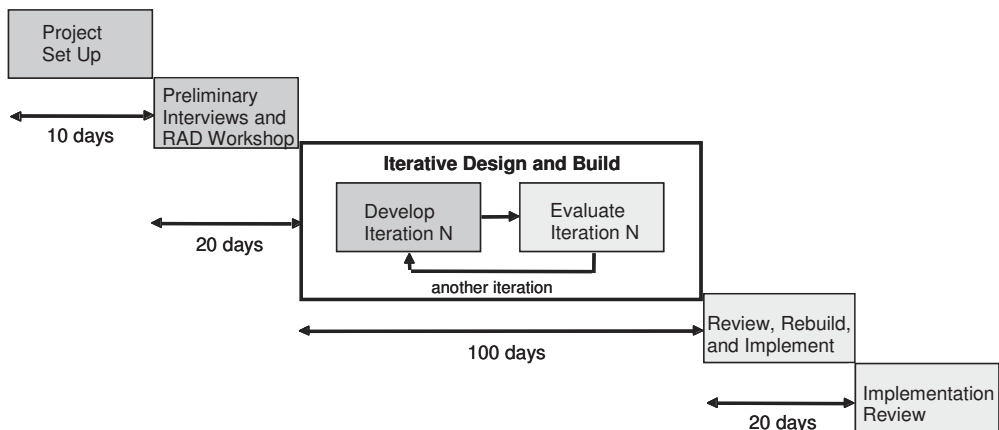 Project
Set Up
10 days
Preliminary
Interviews and
RAD Workshop
20 days
Iterative Design and Build
Develop
Iteration N
Evaluate
Iteration N
another iteration
100 days
Review, Rebuild,
and Implement
20 days
Implementation
Review